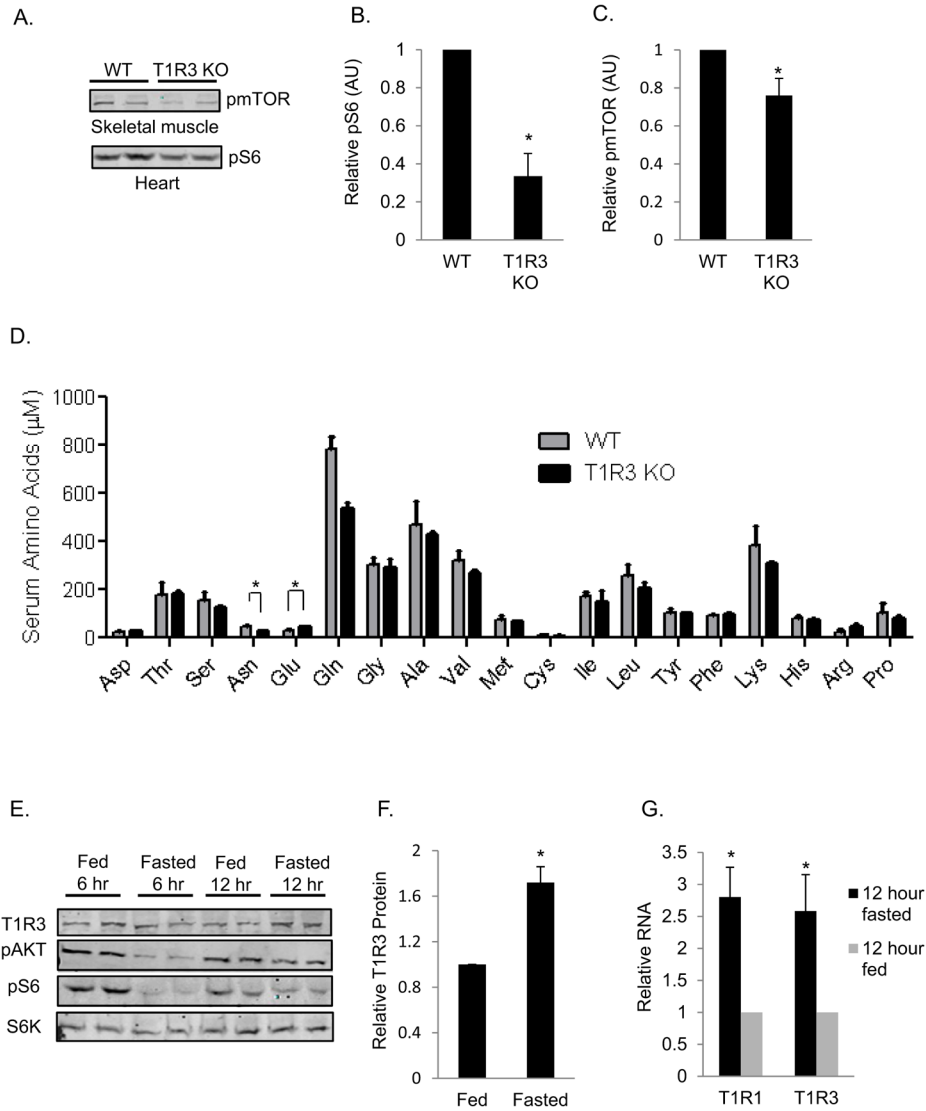 A.
WT T1R3 KO
pmTOR
Skeletal muscle
pS6
Heart
B.
Relative pS6 (AU)
1
0.8
0.6
0.4
0.2
0
*
WT
T1R3
KO
C.
Relative pmTOR (AU)
1
0.8
0.6
0.4
0.2
0
*
WT
T1R3
KO
D.
Serum Amino Acids (μM)
1000
800
600
400
200
0
WT
T1R3 KO
*
*
Asp
Thr
Ser
Asn
Glu
Gln
Gly
Ala
Val
Met
Cys
Ile
Leu
Tyr
Phe
Lys
His
Arg
Pro
E.
Fed Fasted Fed Fasted
6 hr 6 hr 12 hr 12 hr
T1R3
pAKT
pS6
S6K
F.
Relative T1R3 Protein
2
1.6
1.2
0.8
0.4
0
*
Fed Fasted
G.
Relative RNA
3.5
3
2.5
2
1.5
1
0.5
0
*
*
T1R1 T1R3
12 hour
fasted
12 hour
fed